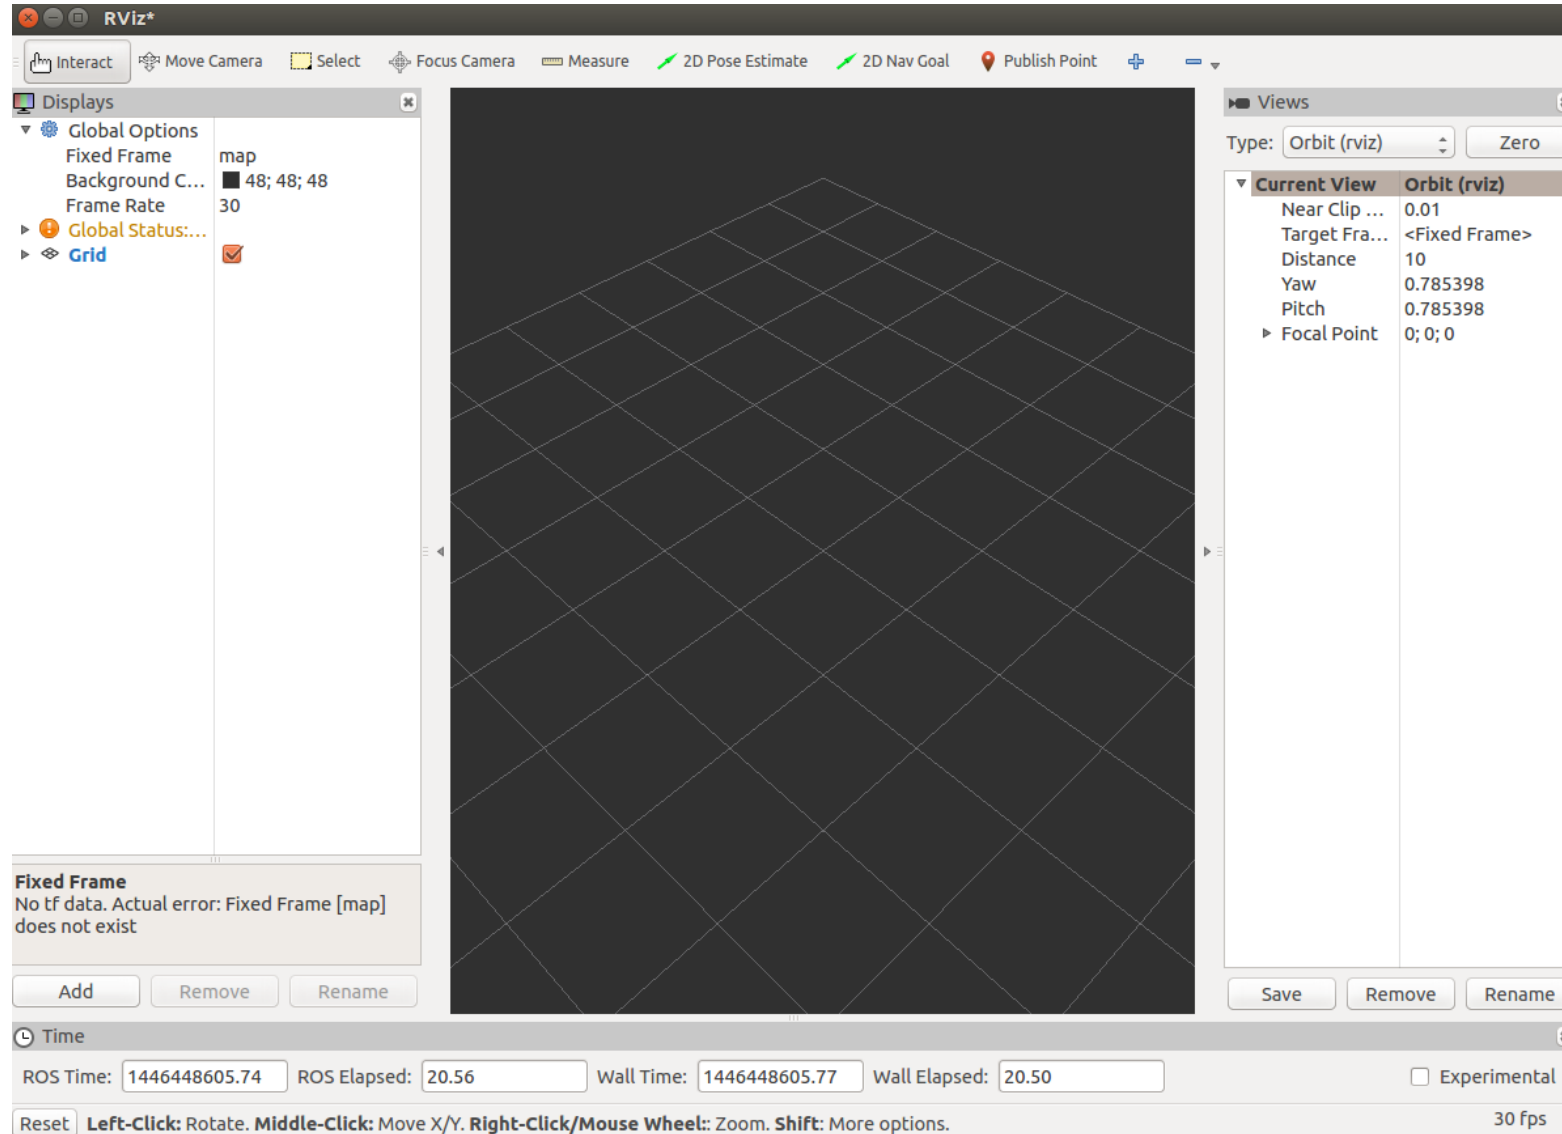 RViz*
Interact Move Camera Select Focus Camera Measure 2D Pose Estimate 2D Nav Goal Publish Point
Displays
Global Options
Fixed Frame map
Background C... 48; 48; 48
Frame Rate 30
Global Status:...
Grid
Fixed Frame
No tf data. Actual error: Fixed Frame [map]
does not exist
Add Remove Rename
Views
Type: Orbit (rviz) Zero
Current View Orbit (rviz)
Near Clip ... 0.01
Target Fra... <Fixed Frame>
Distance 10
Yaw 0.785398
Pitch 0.785398
Focal Point 0; 0; 0
Save Remove Rename
Time
ROS Time: 1446448605.74 ROS Elapsed: 20.56 Wall Time: 1446448605.77 Wall Elapsed: 20.50 Experimental
Reset Left-Click: Rotate. Middle-Click: Move X/Y. Right-Click/Mouse Wheel:: Zoom. Shift: More options. 30 fps